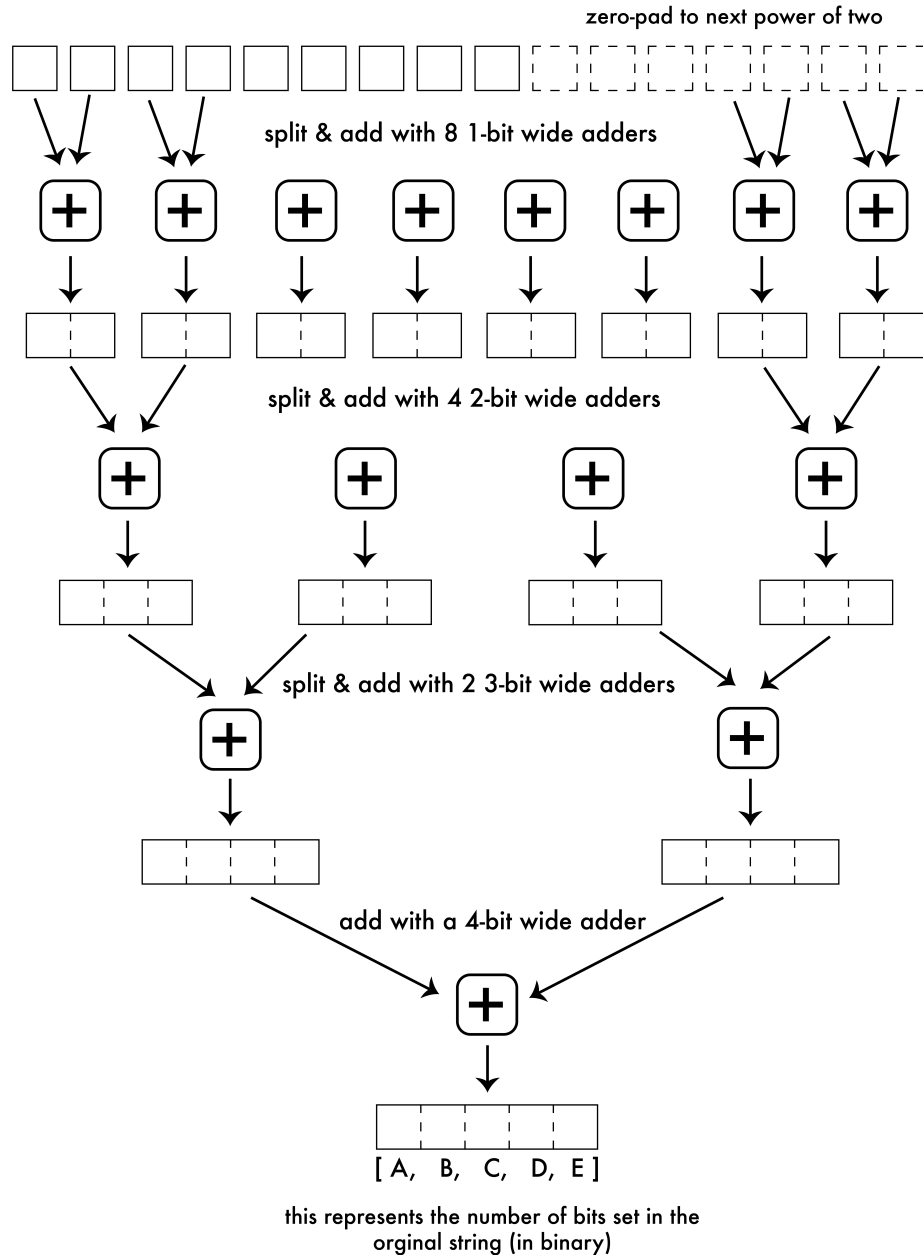 zero-pad to next power of two
split & add with 8 1-bit wide adders
split & add with 4 2-bit wide adders
split & add with 2 3-bit wide adders
add with a 4-bit wide adder
[ A, B, C, D, E ]
this represents the number of bits set in the
orginal string (in binary)